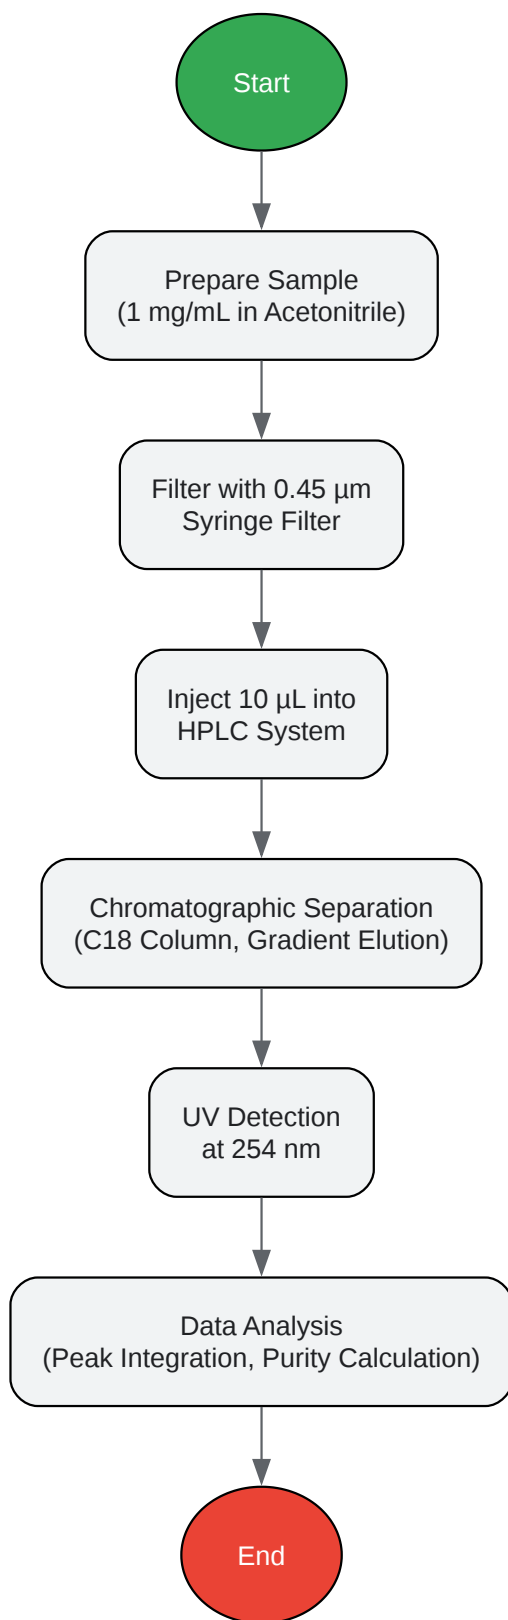 Start
Prepare Sample
(1 mg/mL in Acetonitrile)
Filter with 0.45 µm
Syringe Filter
Inject 10 µL into
HPLC System
Chromatographic Separation
(C18 Column, Gradient Elution)
UV Detection
at 254 nm
Data Analysis
(Peak Integration, Purity Calculation)
End